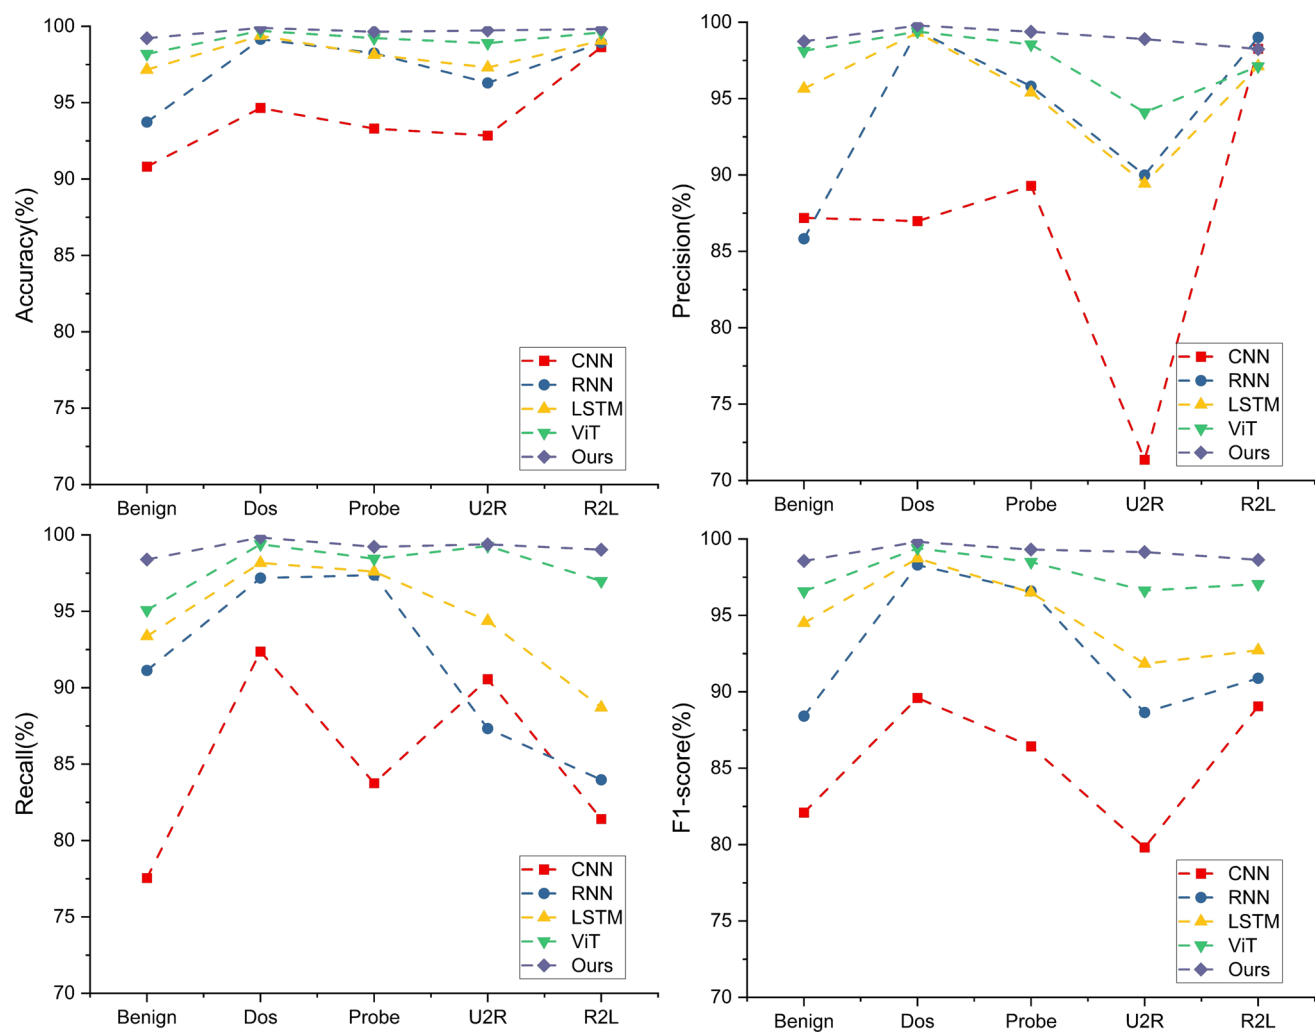 Accuracy(%)
100
95
90
85
80
75
70
Benign
Dos
Probe
U2R
R2L
CNN
RNN
LSTM
ViT
Ours
Precision(%)
100
95
90
85
80
75
70
Benign
Dos
Probe
U2R
R2L
CNN
RNN
LSTM
ViT
Ours
Recall(%)
100
95
90
85
80
75
70
Benign
Dos
Probe
U2R
R2L
CNN
RNN
LSTM
ViT
Ours
F1-score(%)
100
95
90
85
80
75
70
Benign
Dos
Probe
U2R
R2L
CNN
RNN
LSTM
ViT
Ours